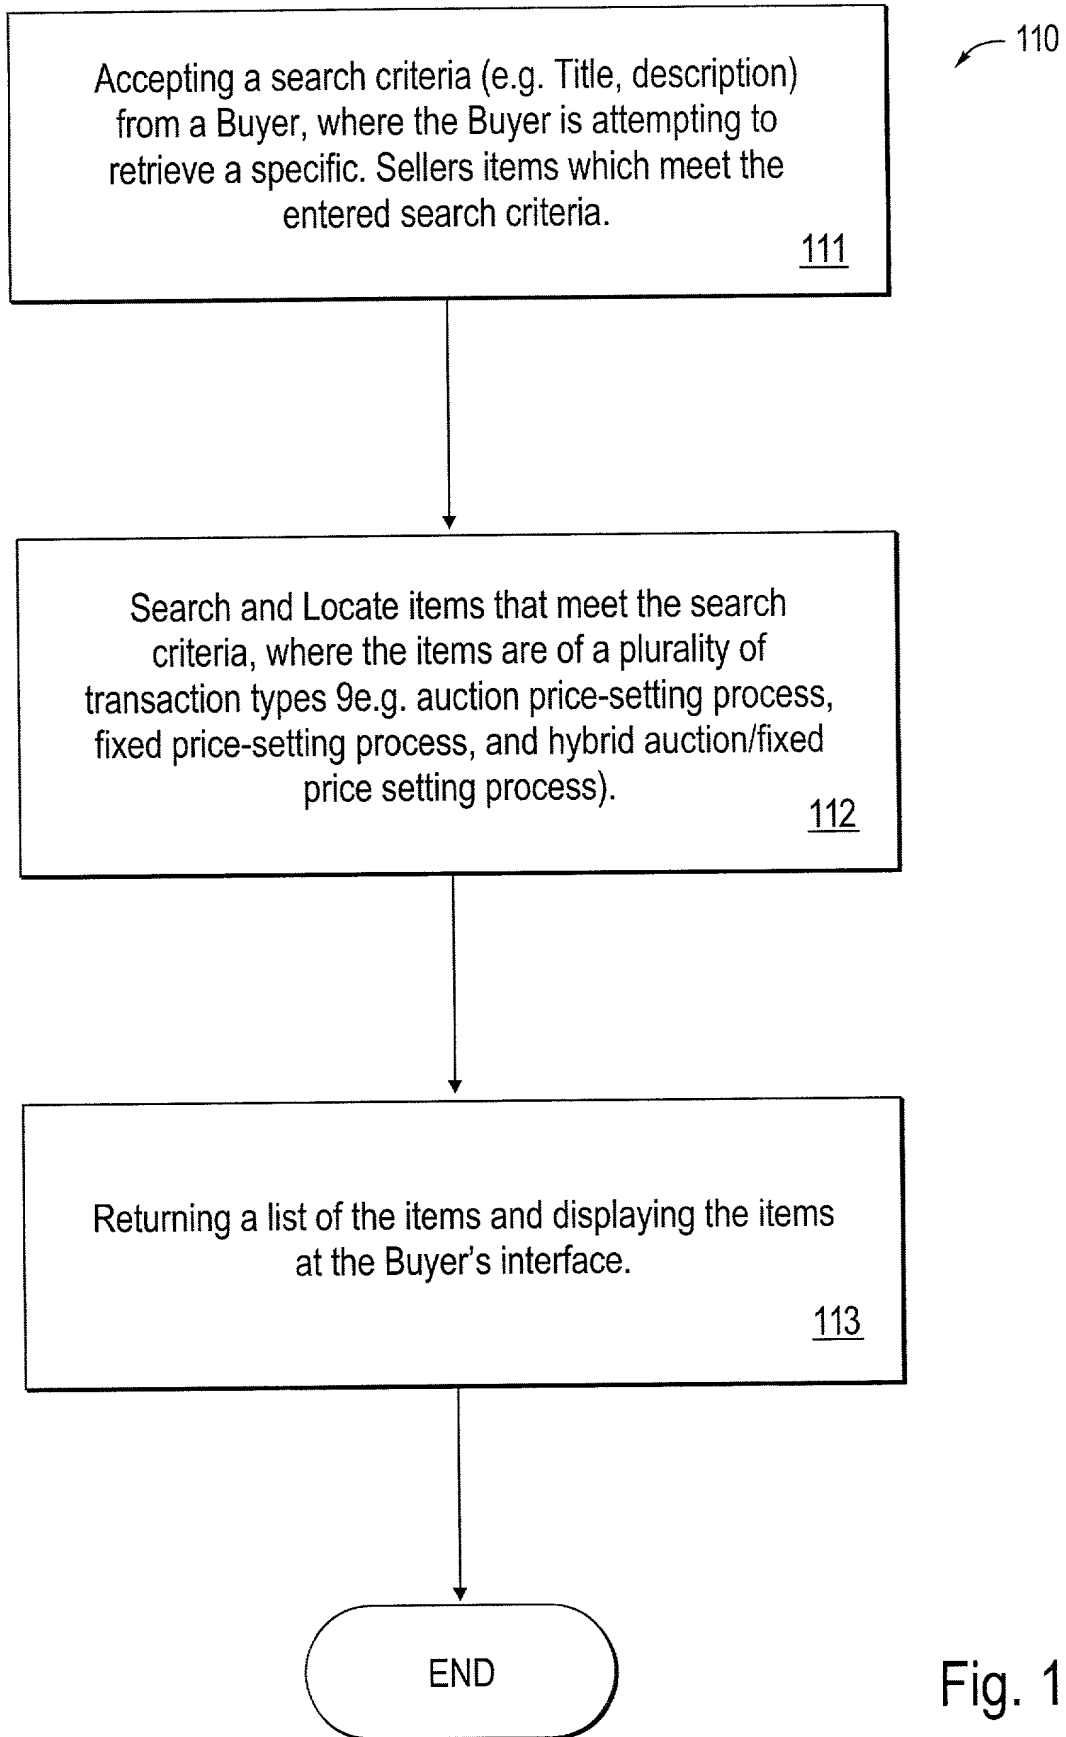 110
Accepting a search criteria (e.g. Title, description)
from a Buyer, where the Buyer is attempting to
retrieve a specific. Sellers items which meet the
entered search criteria.
111
Search and Locate items that meet the search
criteria, where the items are of a plurality of
transaction types 9e.g. auction price-setting process,
fixed price-setting process, and hybrid auction/fixed
price setting process).
112
Returning a list of the items and displaying the items
at the Buyer's interface.
113
END
Fig. 1